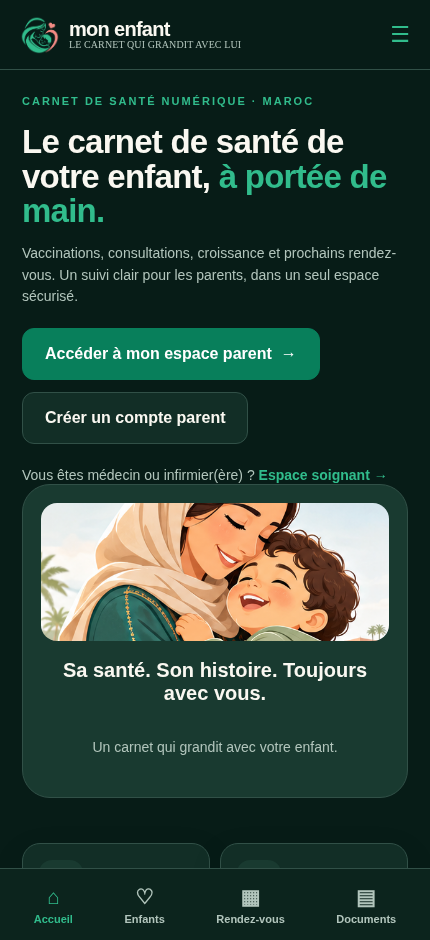 mon enfant
LE CARNET QUI GRANDIT AVEC LUI
☰
CARNET DE SANTÉ NUMÉRIQUE · MAROC
Le carnet de santé de
votre enfant, à portée de
main.
Vaccinations, consultations, croissance et prochains rendez-
vous. Un suivi clair pour les parents, dans un seul espace
sécurisé.
Accéder à mon espace parent →
Créer un compte parent
Vous êtes médecin ou infirmier(ère) ? Espace soignant →
Sa santé. Son histoire. Toujours
avec vous.
Un carnet qui grandit avec votre enfant.
Accueil
Enfants
Rendez-vous
Documents